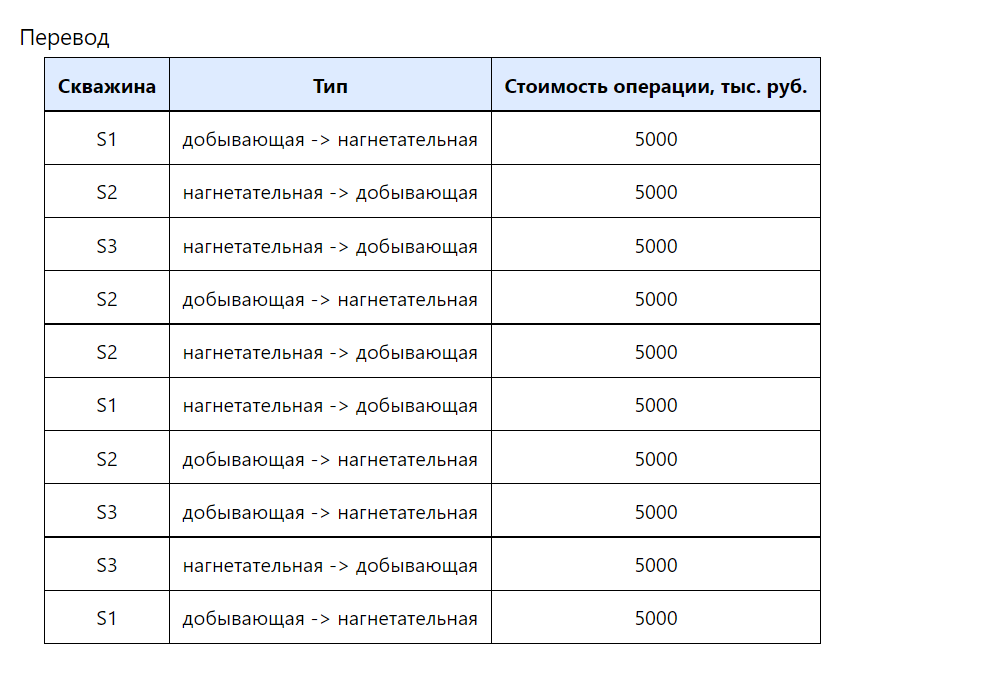 Перевод
Скважина Тип Стоимость операции, тыс. руб.
S1 добывающая -> нагнетательная 5000
S2 нагнетательная -> добывающая 5000
S3 нагнетательная -> добывающая 5000
S2 добывающая -> нагнетательная 5000
S2 нагнетательная -> добывающая 5000
S1 нагнетательная -> добывающая 5000
S2 добывающая -> нагнетательная 5000
S3 добывающая -> нагнетательная 5000
S3 нагнетательная -> добывающая 5000
S1 добывающая -> нагнетательная 5000